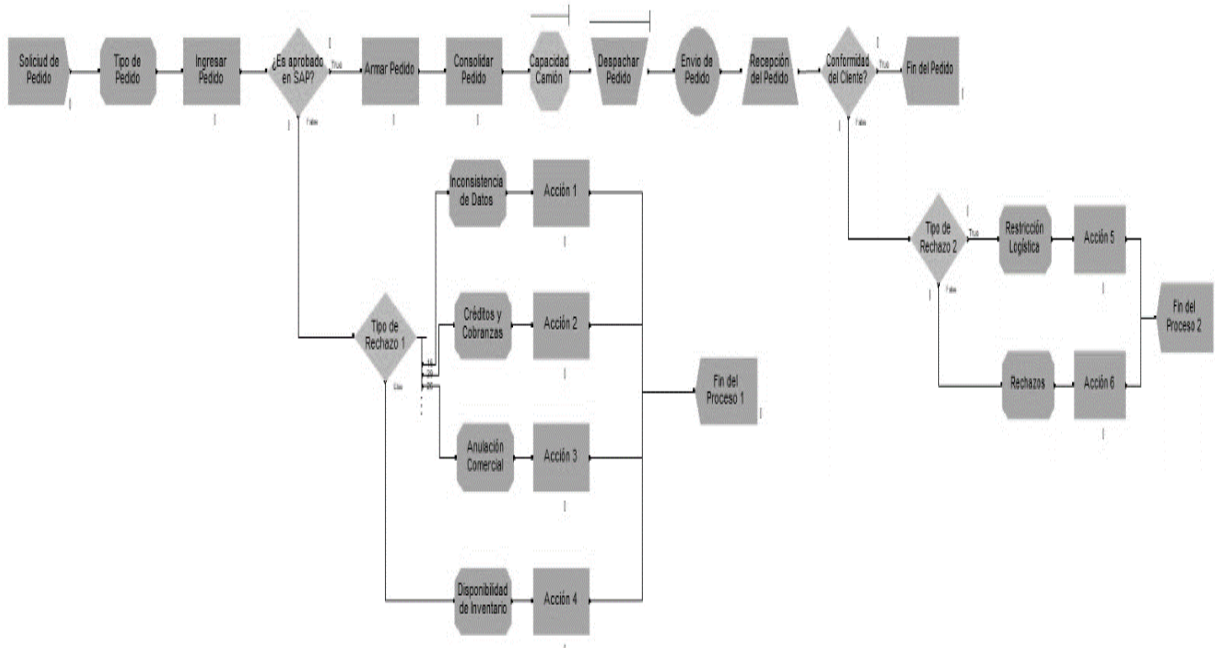 Soliciud de
Pedido
Tipo de
Pedido
Ingresar
Pedido
¿Es aprobado
en SAP?
True
False
Armar Pedido
Consolidar
Pedido
Capacidad
Camión
Despachar
Pedido
Envio de
Pedido
Recepción
del Pedido
Conformidad
del Cliente?
True
False
Fin del Pedido
Inconsistencia
de Datos
Acción 1
Tipo de
Rechazo 2
True
False
Restricción
Logística
Acción 5
Fin del
Proceso 2
Rechazos
Acción 6
Tipo de
Rechazo 1
Else
Créditos y
Cobranzas
Acción 2
Fin del
Proceso 1
Anulación
Comercial
Acción 3
Disponibilidad
de Inventario
Acción 4